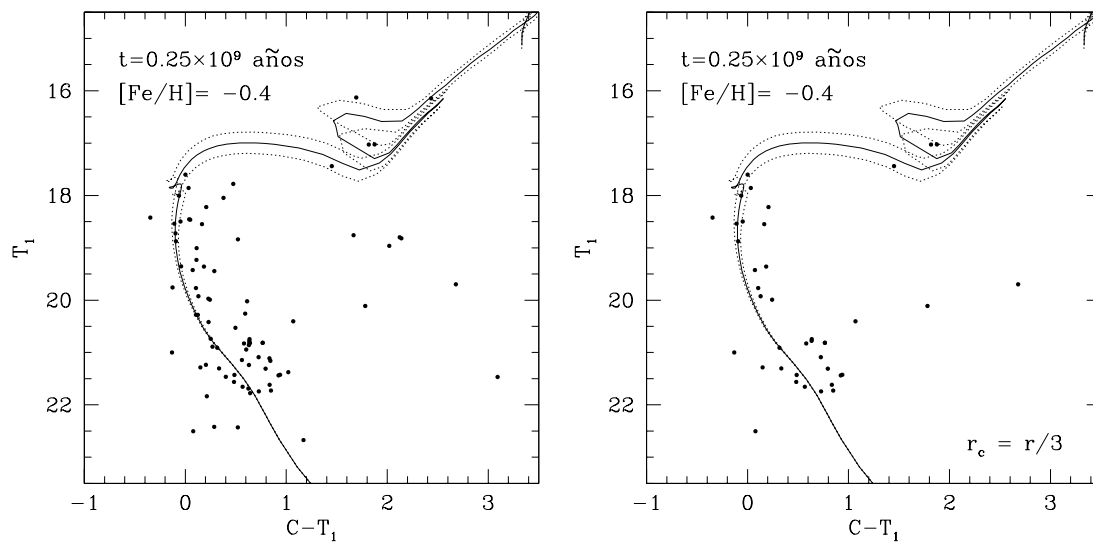 t=0.25×10⁹ años
[Fe/H]= −0.4
16
18
20
22
T₁
−1
0
1
2
3
C−T₁
t=0.25×10⁹ años
[Fe/H]= −0.4
16
18
20
22
T₁
r_c = r/3
−1
0
1
2
3
C−T₁